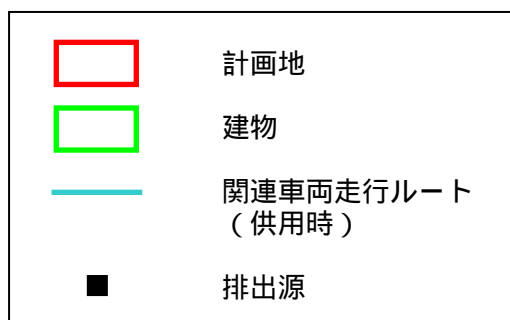 計画地
建物
関連車両走行ルート
（供用時）
排出源